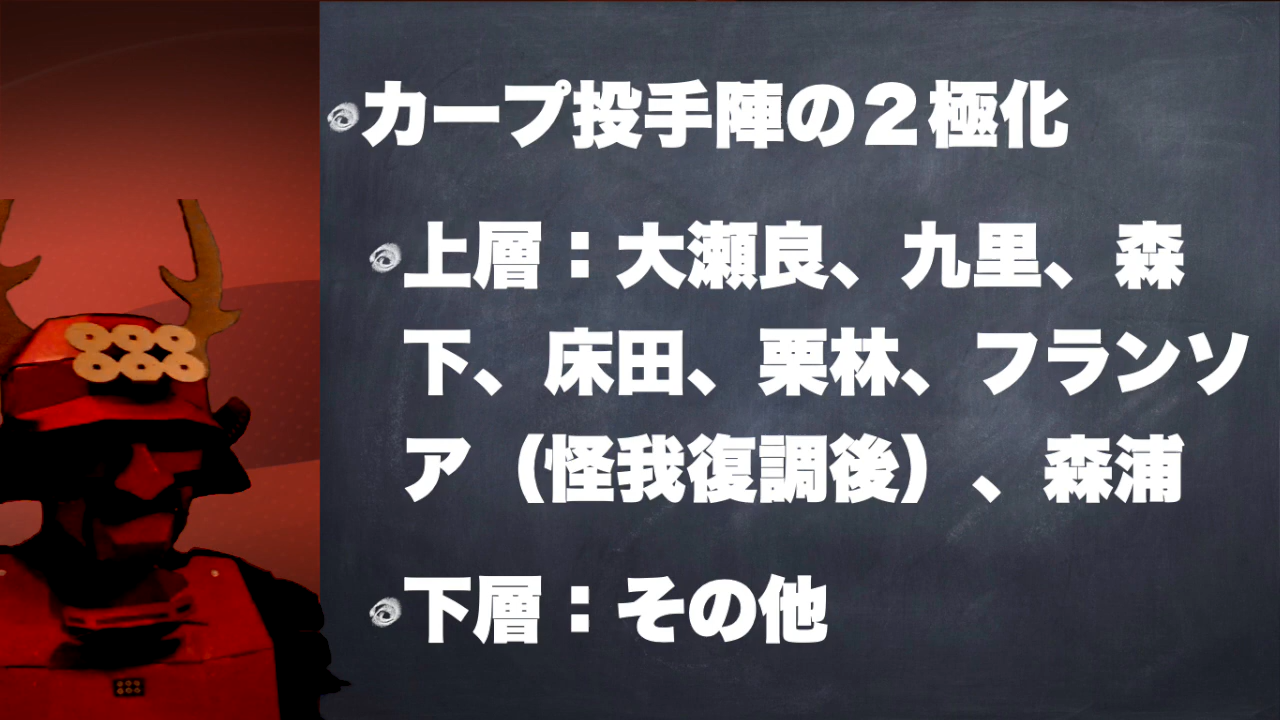 カープ投手陣の２極化
上層：大瀬良、九里、森
下、床田、栗林、フランソ
ア（怪我復調後）、森浦
下層：その他